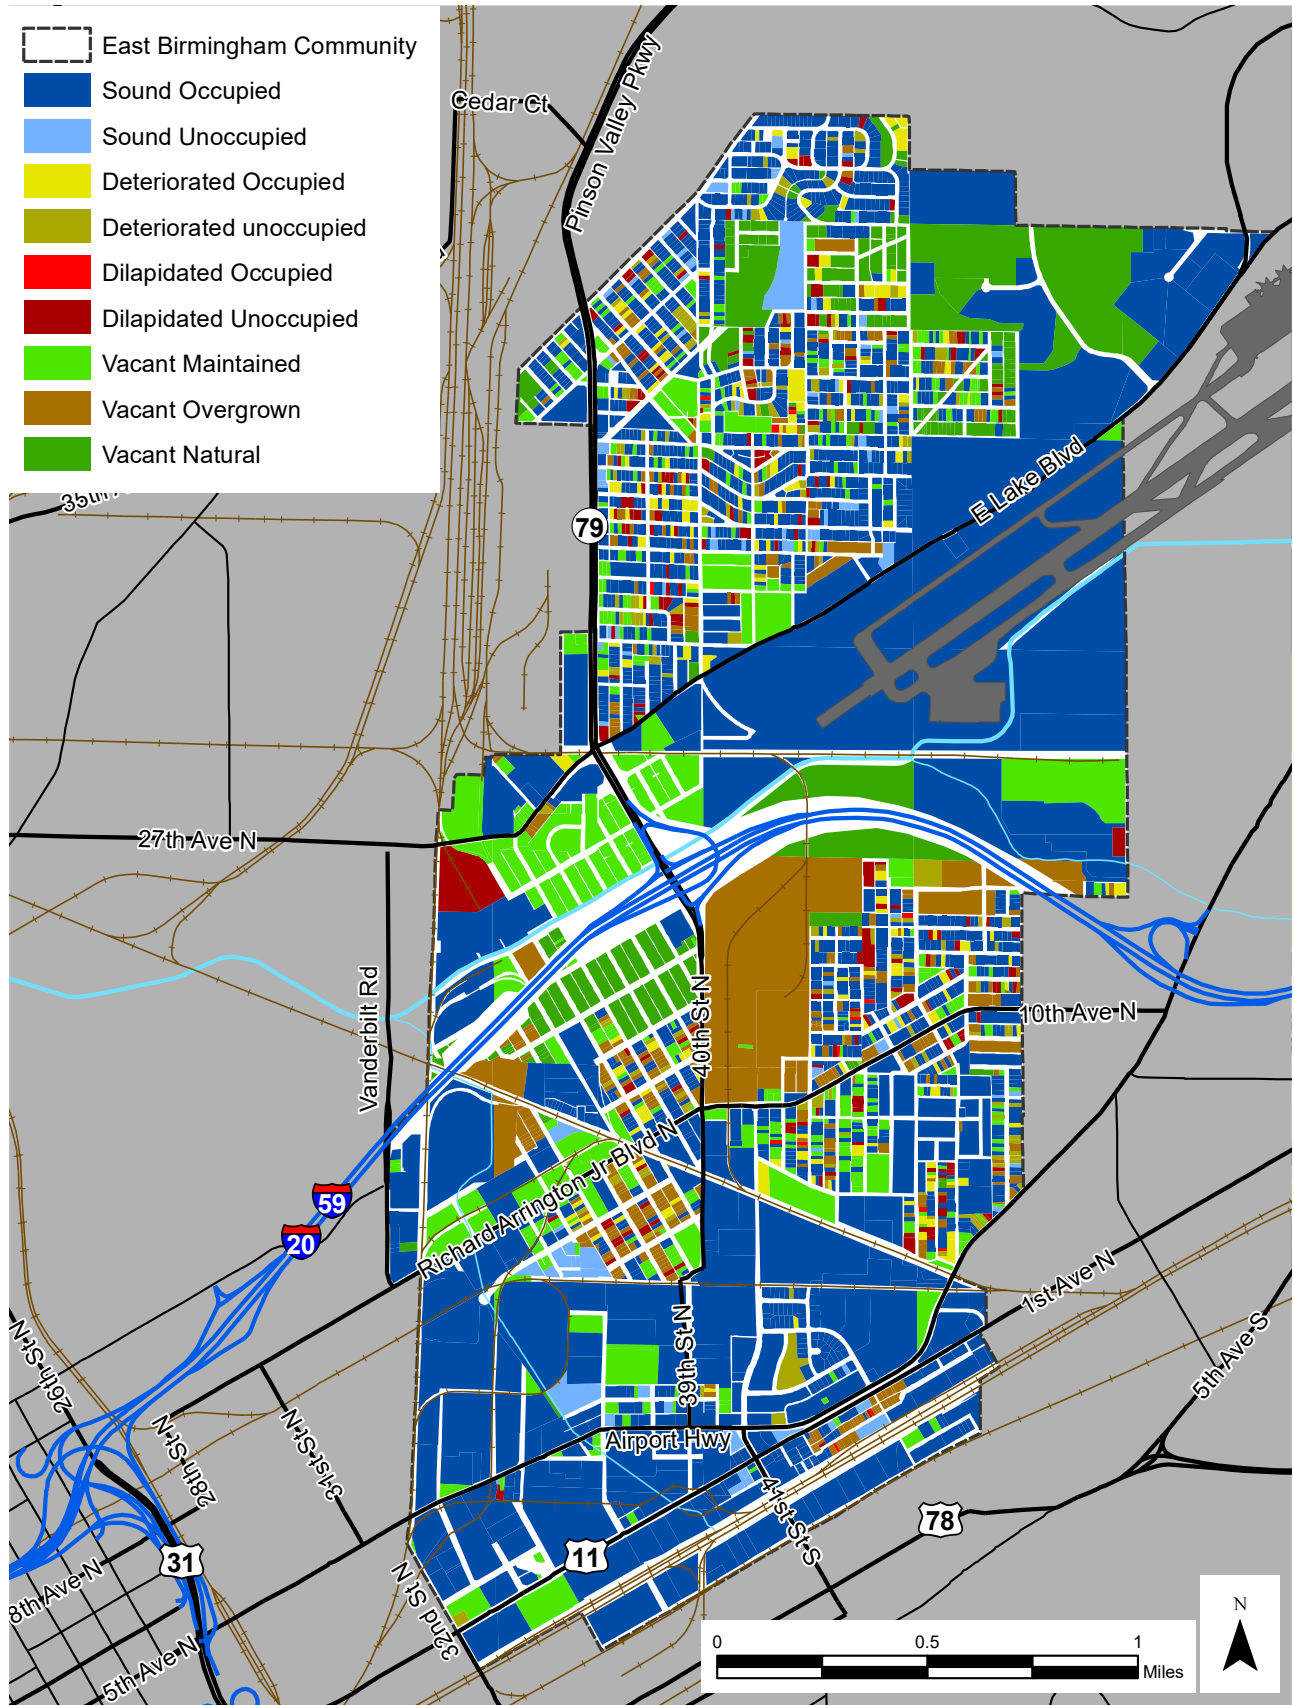 East Birmingham Community
Sound Occupied
Sound Unoccupied
Deteriorated Occupied
Deteriorated unoccupied
Dilapidated Occupied
Dilapidated Unoccupied
Vacant Maintained
Vacant Overgrown
Vacant Natural
Cedar Ct
Pinson Valley Pkwy
35th
79
E Lake Blvd
27th Ave N
Vanderbilt Rd
40th St N
10th Ave N
59
20
Richard Arrington Jr Blvd N
1st Ave N
39th St N
5th Ave S
26th St N
28th St N
31st St N
Airport Hwy
41st St S
78
11
31
8th Ave N
32nd St N
5th Ave N
0 0.5 1
Miles
N